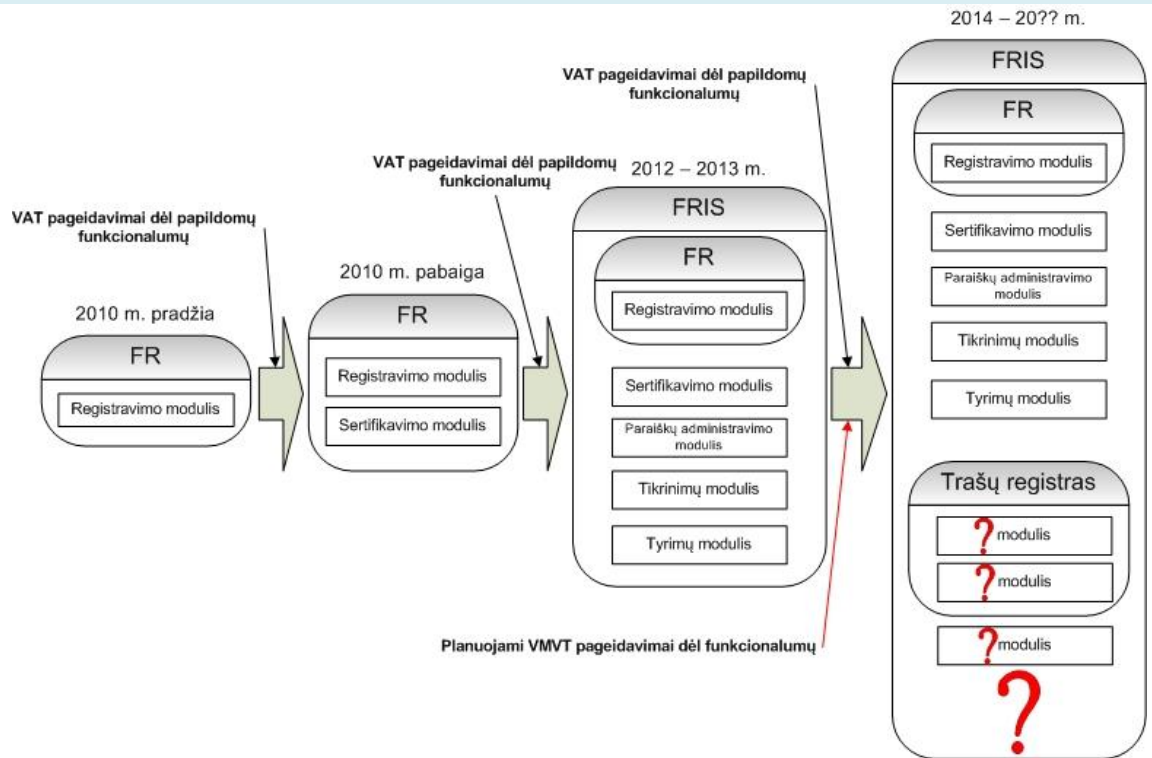 2010 m. pradžia
FR
Registravimo modulis
VAT pageidavimai dėl papildomų
funkcionalumų
2010 m. pabaiga
FR
Registravimo modulis
Sertifikavimo modulis
VAT pageidavimai dėl papildomų
funkcionalumų
2012 – 2013 m.
FRIS
FR
Registravimo modulis
Sertifikavimo modulis
Paraiškų administravimo
modulis
Tikrinimų modulis
Tyrimų modulis
VAT pageidavimai dėl papildomų
funkcionalumų
Planuojami VMVT pageidavimai dėl funkcionalumų
2014 – 20?? m.
FRIS
FR
Registravimo modulis
Sertifikavimo modulis
Paraiškų administravimo
modulis
Tikrinimų modulis
Tyrimų modulis
Trašų registras
? modulis
? modulis
? modulis
?